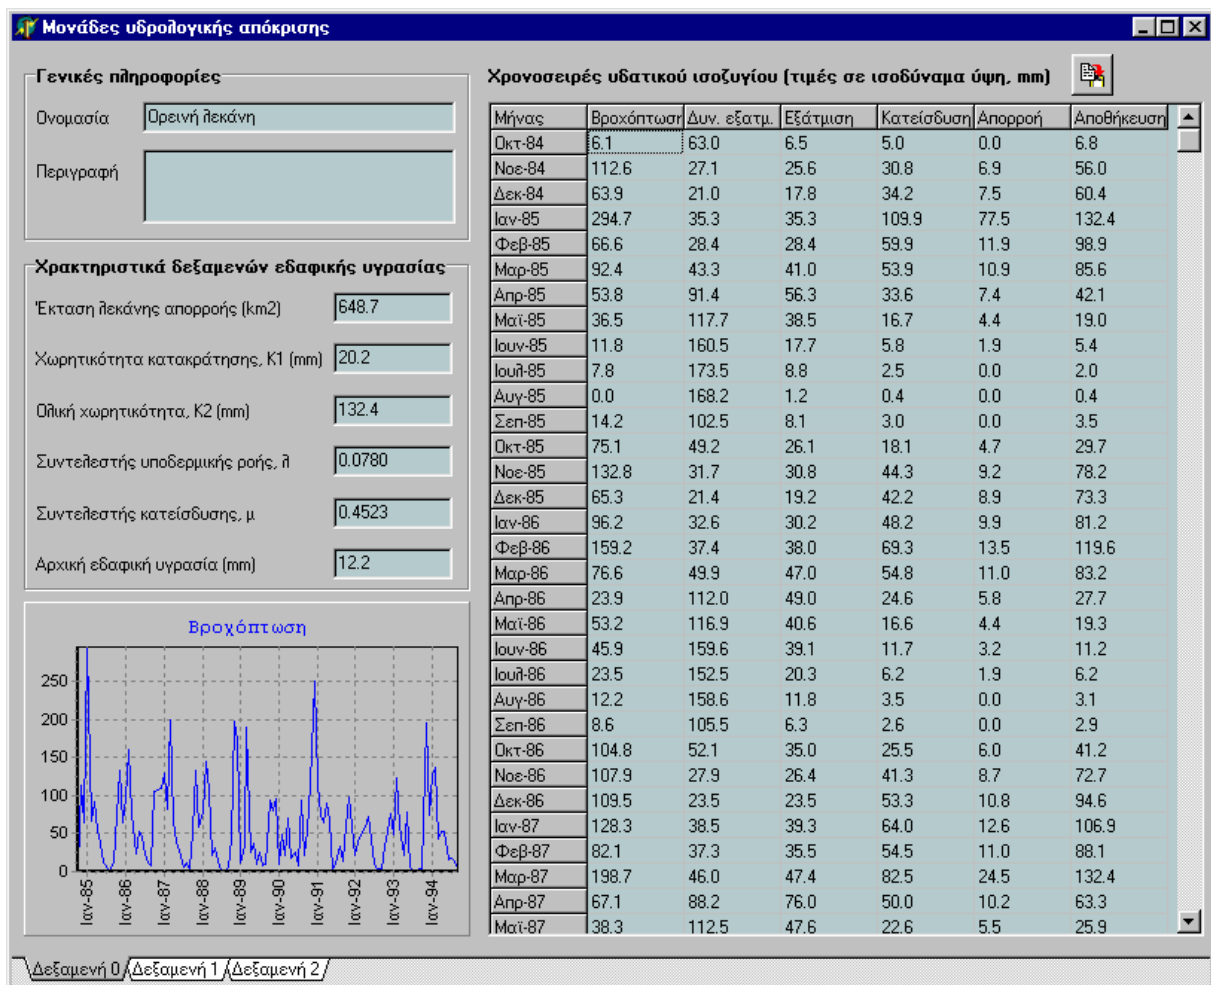 Μονάδες υδρολογικής απόκρισης
Γενικές πληροφορίες
Ονομασία Ορεινή λεκάνη
Περιγραφή
Χρακτηριστικά δεξαμενών εδαφικής υγρασίας
Έκταση λεκάνης απορροής (km2) 648.7
Χωρητικότητα κατακράτησης, K1 (mm) 20.2
Ολική χωρητικότητα, K2 (mm) 132.4
Συντελεστής υποδερμικής ροής, λ 0.0780
Συντελεστής κατείσδυσης, μ 0.4523
Αρχική εδαφική υγρασία (mm) 12.2
Βροχόπτωση
250
200
150
100
50
0
Ιαν-85 Ιαν-86 Ιαν-87 Ιαν-88 Ιαν-89 Ιαν-90 Ιαν-91 Ιαν-92 Ιαν-93 Ιαν-94
Χρονοσειρές υδατικού ισοζυγίου (τιμές σε ισοδύναμα ύψη, mm)
Μήνας Βροχόπτωση Δυν. εξατμ. Εξάτμιση Κατείσδυση Απορροή Αποθήκευση
Οκτ-84 6.1 63.0 6.5 5.0 0.0 6.8
Νοε-84 112.6 27.1 25.6 30.8 6.9 56.0
Δεκ-84 63.9 21.0 17.8 34.2 7.5 60.4
Ιαν-85 294.7 35.3 35.3 109.9 77.5 132.4
Φεβ-85 66.6 28.4 28.4 59.9 11.9 98.9
Μαρ-85 92.4 43.3 41.0 53.9 10.9 85.6
Απρ-85 53.8 91.4 56.3 33.6 7.4 42.1
Μαϊ-85 36.5 117.7 38.5 16.7 4.4 19.0
Ιουν-85 11.8 160.5 17.7 5.8 1.9 5.4
Ιουλ-85 7.8 173.5 8.8 2.5 0.0 2.0
Αυγ-85 0.0 168.2 1.2 0.4 0.0 0.4
Σεπ-85 14.2 102.5 8.1 3.0 0.0 3.5
Οκτ-85 75.1 49.2 26.1 18.1 4.7 29.7
Νοε-85 132.8 31.7 30.8 44.3 9.2 78.2
Δεκ-85 65.3 21.4 19.2 42.2 8.9 73.3
Ιαν-86 96.2 32.6 30.2 48.2 9.9 81.2
Φεβ-86 159.2 37.4 38.0 69.3 13.5 119.6
Μαρ-86 76.6 49.9 47.0 54.8 11.0 83.2
Απρ-86 23.9 112.0 49.0 24.6 5.8 27.7
Μαϊ-86 53.2 116.9 40.6 16.6 4.4 19.3
Ιουν-86 45.9 159.6 39.1 11.7 3.2 11.2
Ιουλ-86 23.5 152.5 20.3 6.2 1.9 6.2
Αυγ-86 12.2 158.6 11.8 3.5 0.0 3.1
Σεπ-86 8.6 105.5 6.3 2.6 0.0 2.9
Οκτ-86 104.8 52.1 35.0 25.5 6.0 41.2
Νοε-86 107.9 27.9 26.4 41.3 8.7 72.7
Δεκ-86 109.5 23.5 23.5 53.3 10.8 94.6
Ιαν-87 128.3 38.5 39.3 64.0 12.6 106.9
Φεβ-87 82.1 37.3 35.5 54.5 11.0 88.1
Μαρ-87 198.7 46.0 47.4 82.5 24.5 132.4
Απρ-87 67.1 88.2 76.0 50.0 10.2 63.3
Μαϊ-87 38.3 112.5 47.6 22.6 5.5 25.9
Δεξαμενή 0 Δεξαμενή 1 Δεξαμενή 2